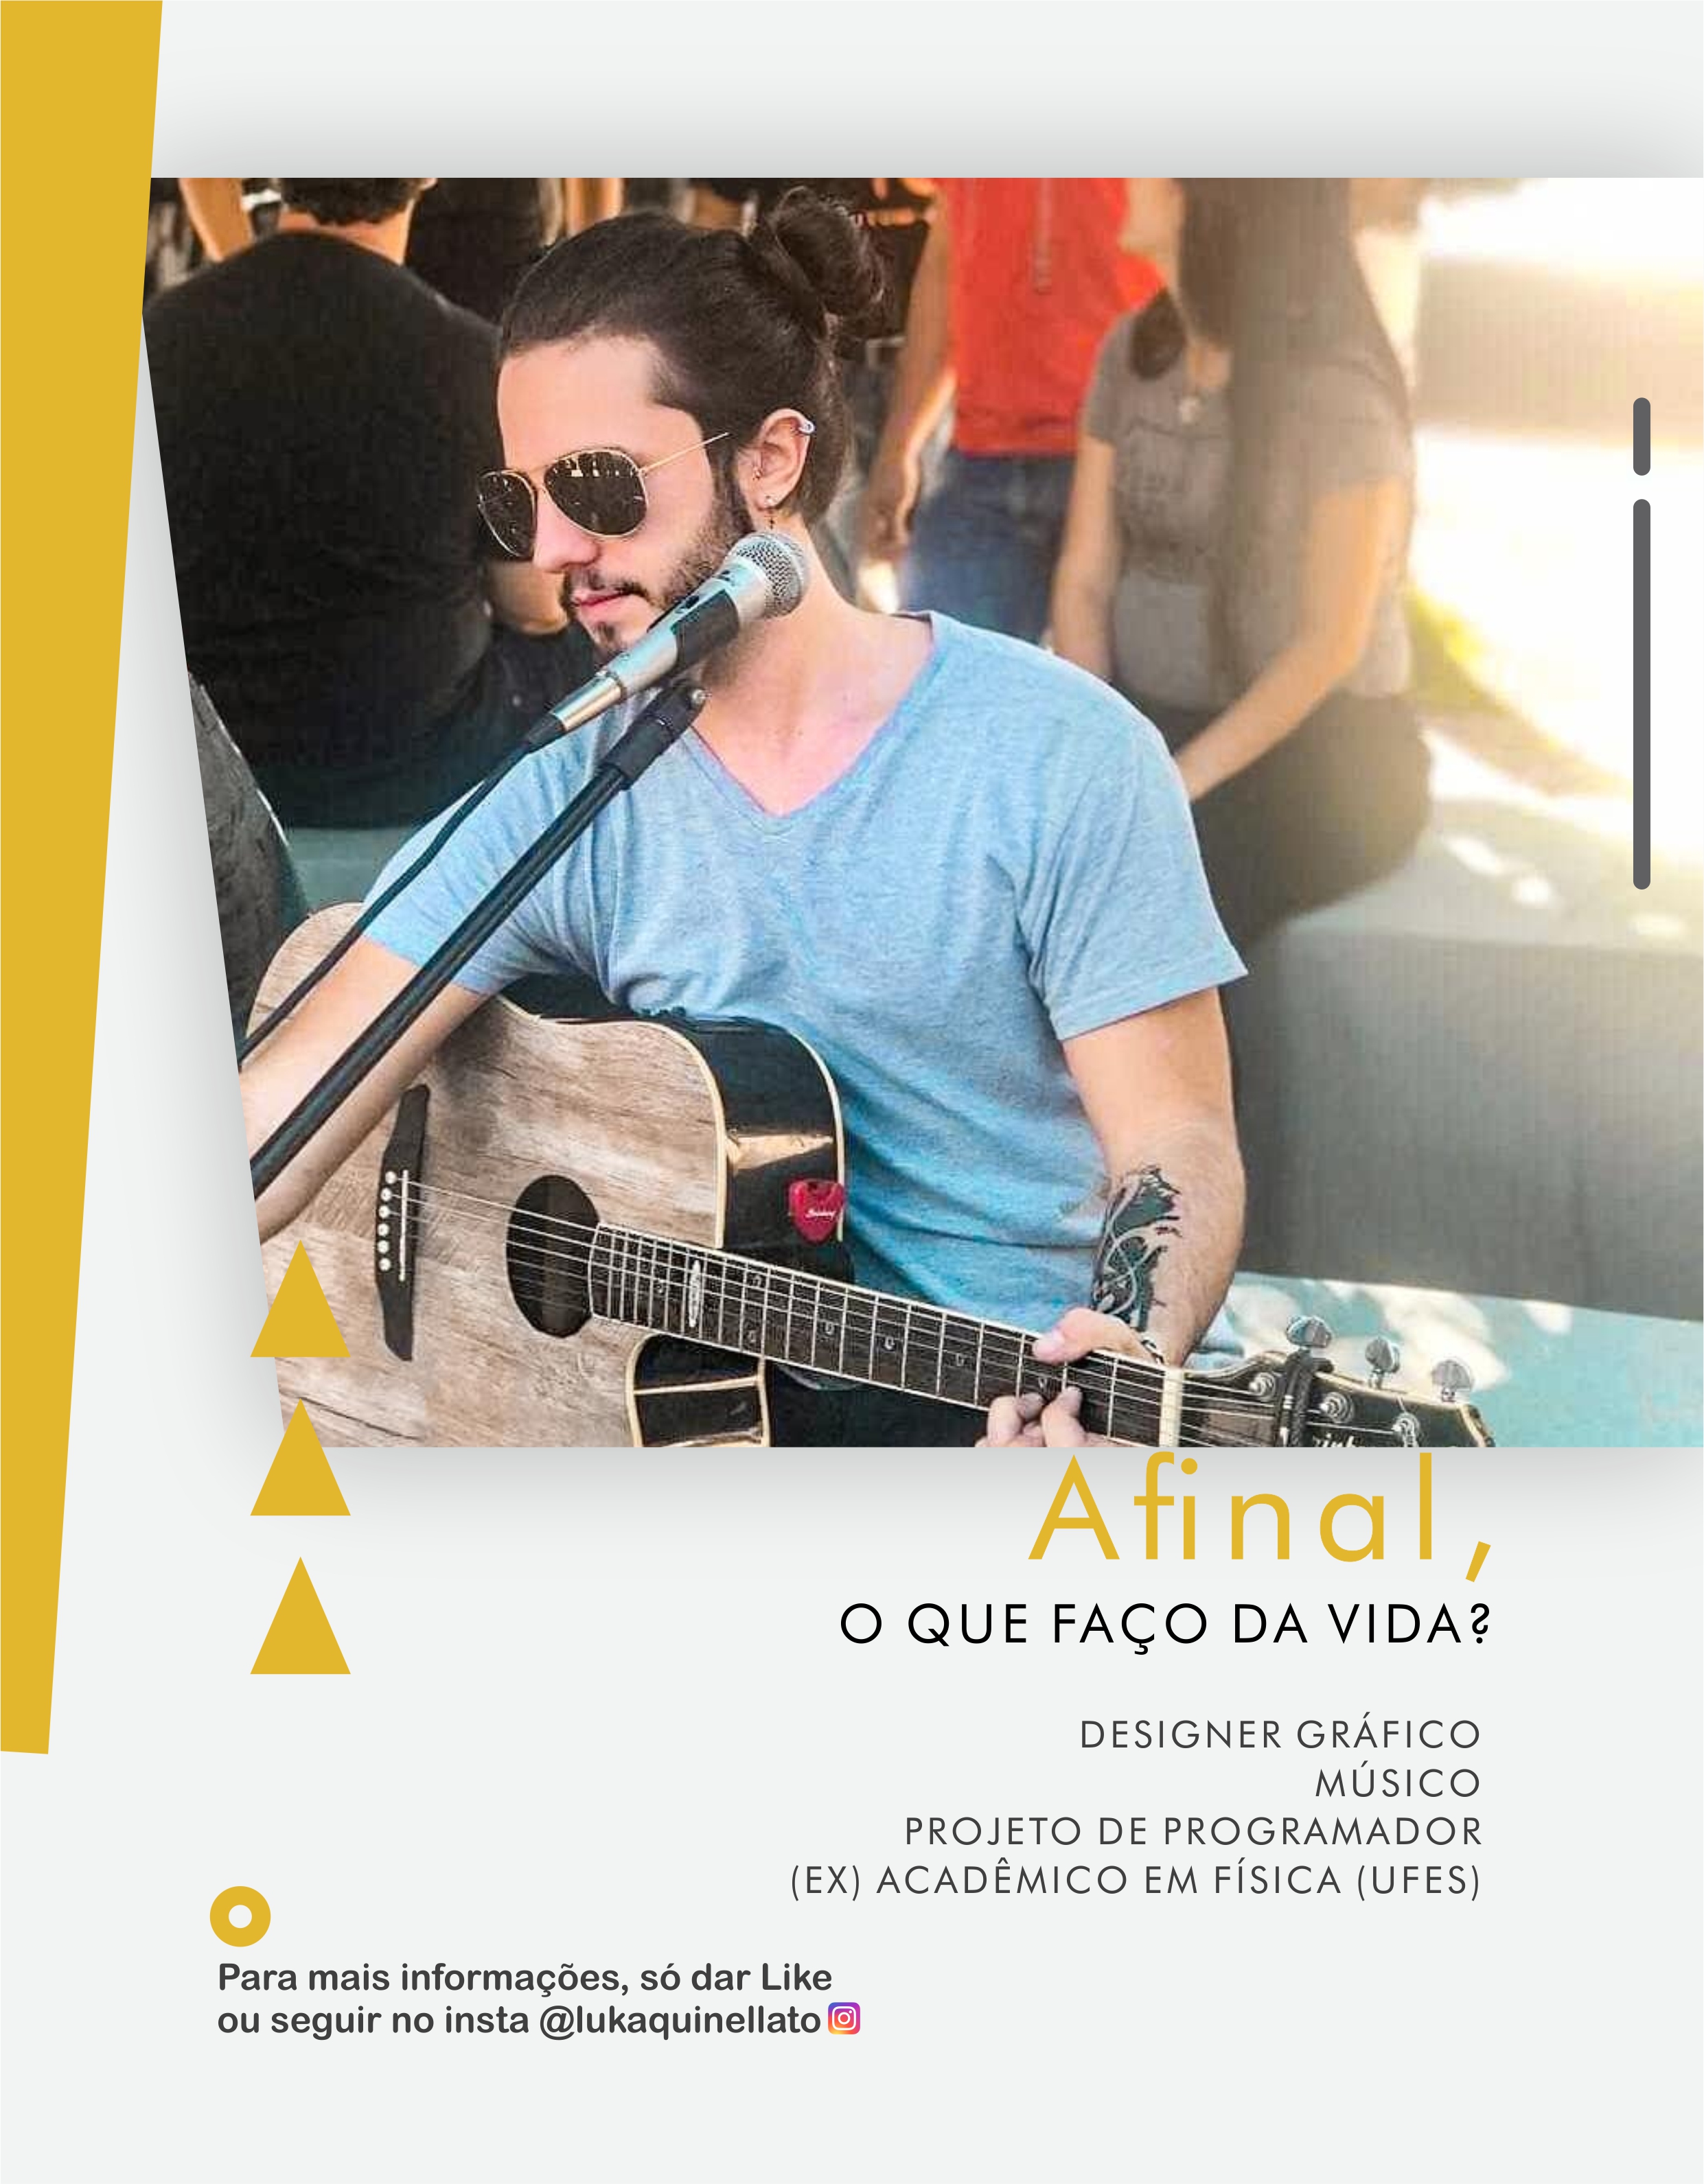 Afinal,
O QUE FAÇO DA VIDA?
DESIGNER GRÁFICO
MÚSICO
PROJETO DE PROGRAMADOR
(EX) ACADÊMICO EM FÍSICA (UFES)
Para mais informações, só dar Like
ou seguir no insta @lukaquinellato